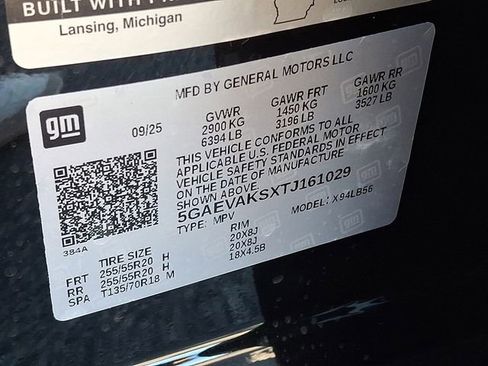 BUILT WITH
Lansing, Michigan
MFD BY GENERAL MOTORS LLC
gm
09/25
GVWR GAWR FRT GAWR RR
2900 KG 1450 KG 1600 KG
6394 LB 3196 LB 3527 LB
THIS VEHICLE CONFORMS TO ALL
APPLICABLE U.S. FEDERAL MOTOR
VEHICLE SAFETY STANDARDS IN EFFECT
ON THE DATE OF MANUFACTURE
5GAEVAKSXTJ161029
TYPE: MPV MODEL: X94LB56
384A
TIRE SIZE RIM
FRT 255/55R20 H 20X8J
RR 255/55R20 H 20X8J
SPA T135/70R18 M 18X4.5B